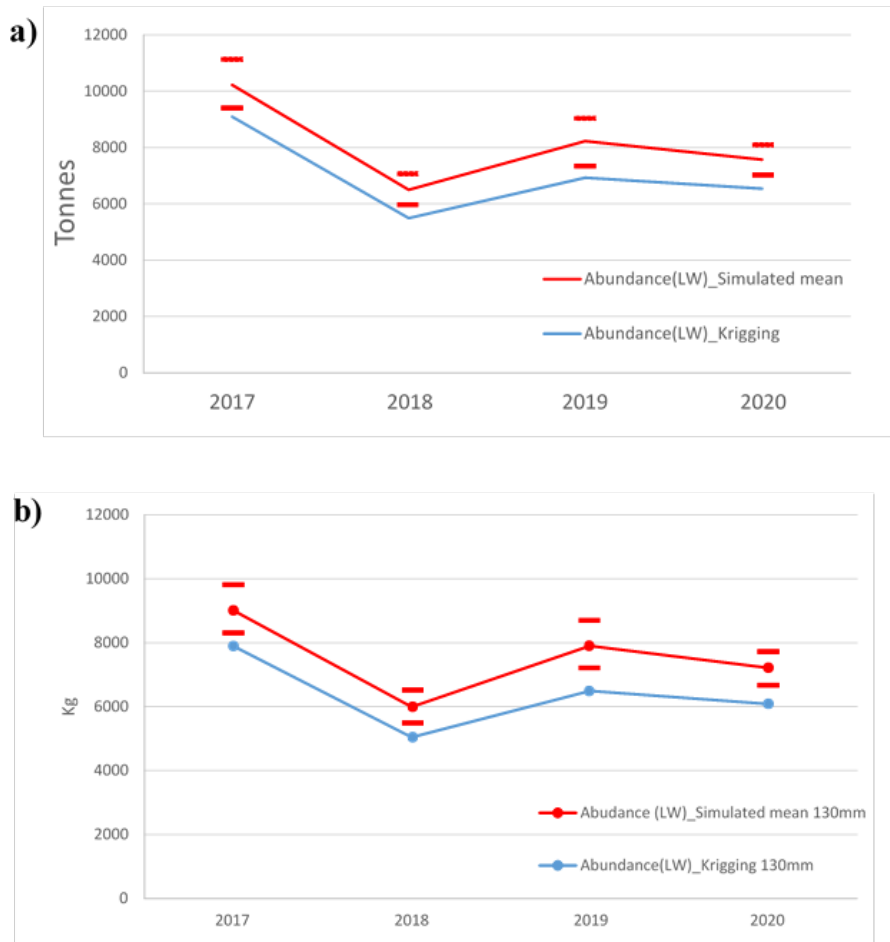 a)
12000
10000
8000
6000
4000
2000
0
Tonnes
Abundance(LW)_Simulated mean
Abundance(LW)_Krigging
2017 2018 2019 2020
b)
12000
10000
8000
6000
4000
2000
0
Kg
Abudance (LW)_Simulated mean 130mm
Abundance(LW)_Krigging 130mm
2017 2018 2019 2020